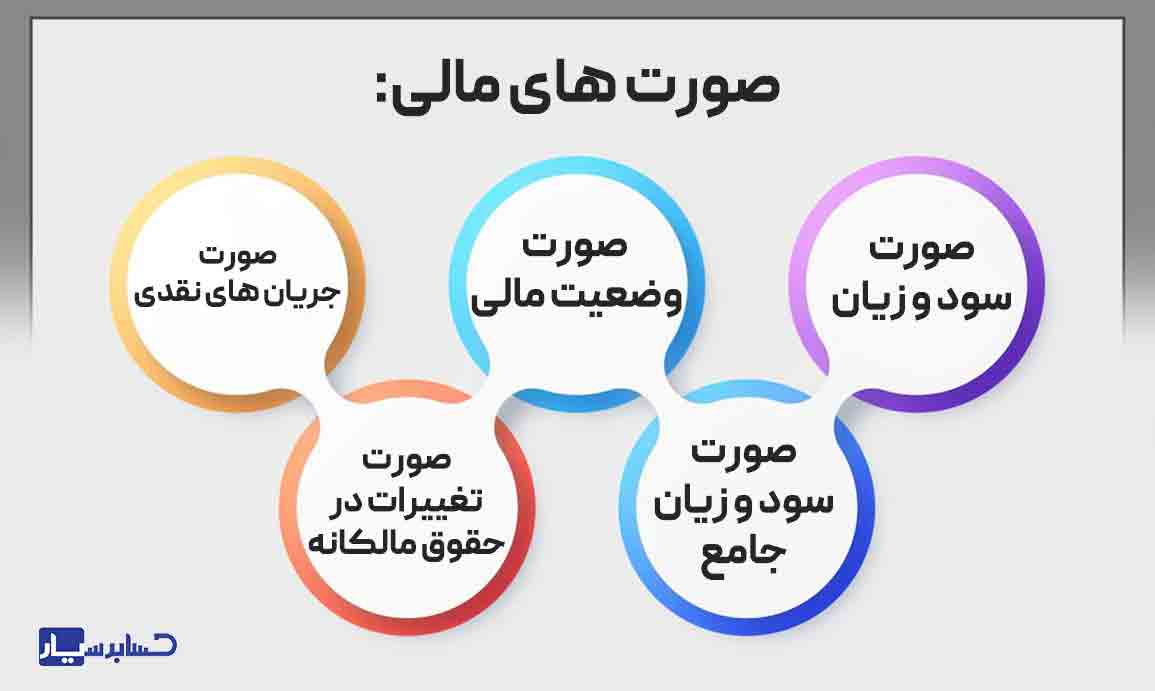 صورت های مالی:
صورت
سود و زیان
صورت
سود و زیان
جامع
صورت
وضعیت مالی
صورت
تغییرات در
حقوق مالکانه
صورت
جریان های نقدی
حسابرسیار